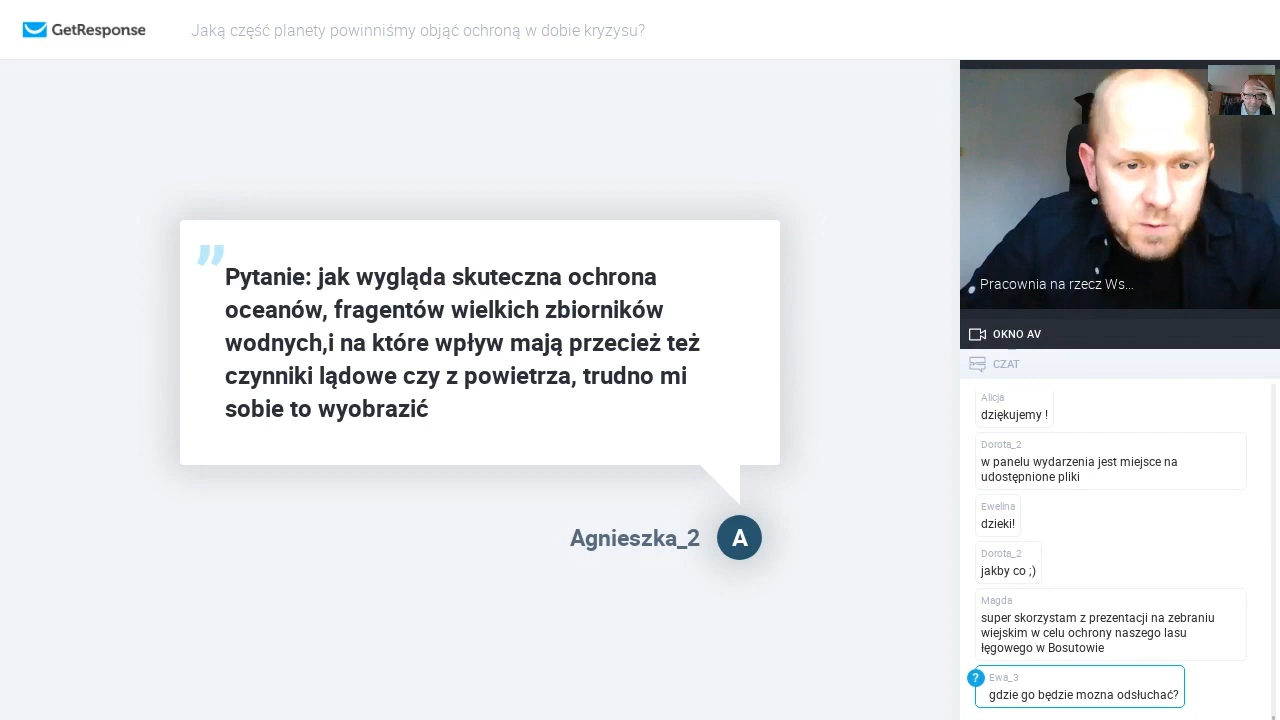 GetResponse
Jaką część planety powinniśmy objąć ochroną w dobie kryzysu?
”
Pytanie: jak wygląda skuteczna ochrona
oceanów, fragentów wielkich zbiorników
wodnych,i na które wpływ mają przecież też
czynniki lądowe czy z powietrza, trudno mi
sobie to wyobrazić
Agnieszka_2
A
Pracownia na rzecz Ws...
OKNO AV
CZAT
Alicja
dziękujemy !
Dorota_2
w panelu wydarzenia jest miejsce na
udostępnione pliki
Ewelina
dzieki!
Dorota_2
jakby co ;)
Magda
super skorzystam z prezentacji na zebraniu
wiejskim w celu ochrony naszego lasu
łęgowego w Bosutowie
?
Ewa_3
gdzie go będzie mozna odsłuchać?